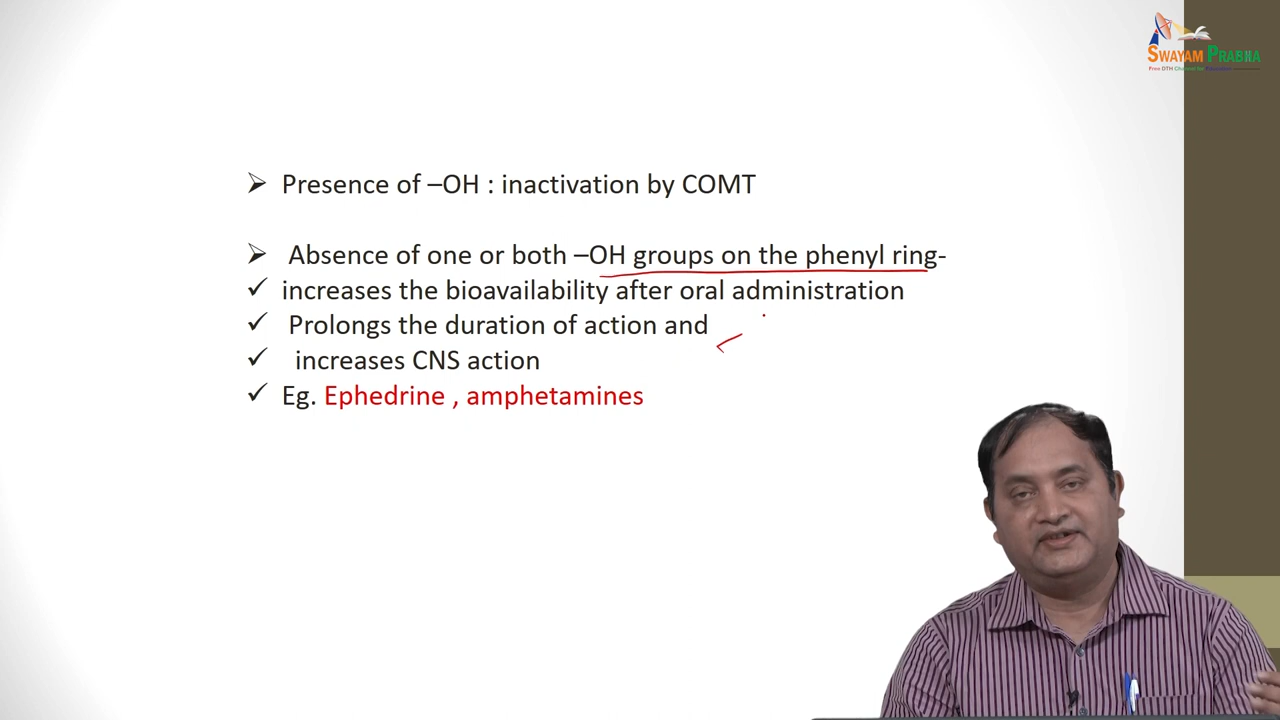 SWAYAM PRABHA
➢ Presence of –OH : inactivation by COMT
➢ Absence of one or both –OH groups on the phenyl ring-
✓ increases the bioavailability after oral administration
✓ Prolongs the duration of action and
✓ increases CNS action
✓ Eg. Ephedrine , amphetamines